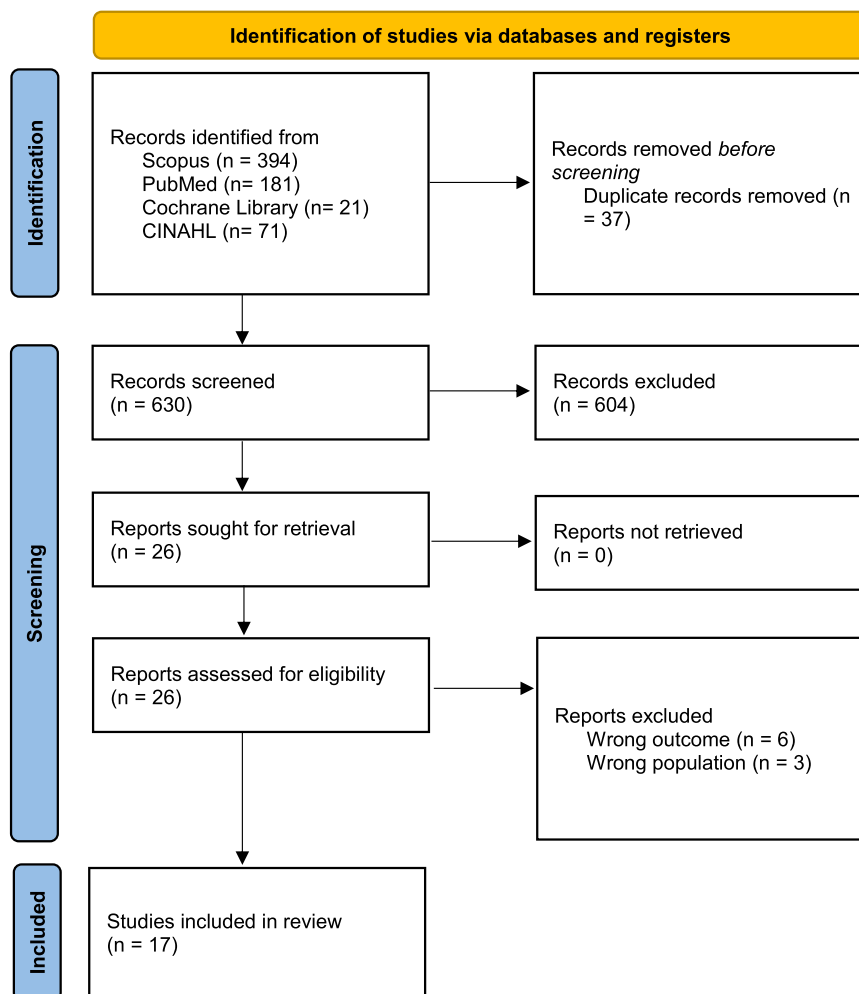 Identification of studies via databases and registers
Identification
Records identified from
Scopus (n = 394)
PubMed (n= 181)
Cochrane Library (n= 21)
CINAHL (n= 71)
Records removed before
screening
Duplicate records removed (n
= 37)
Screening
Records screened
(n = 630)
Records excluded
(n = 604)
Reports sought for retrieval
(n = 26)
Reports not retrieved
(n = 0)
Reports assessed for eligibility
(n = 26)
Reports excluded
Wrong outcome (n = 6)
Wrong population (n = 3)
Included
Studies included in review
(n = 17)